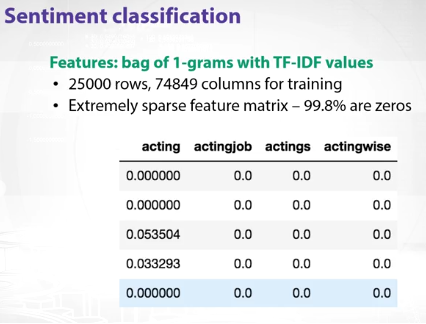 Sentiment classification
Features: bag of 1-grams with TF-IDF values
• 25000 rows, 74849 columns for training
• Extremely sparse feature matrix – 99.8% are zeros
acting actingjob actings actingwise
0.000000 0.0 0.0 0.0
0.000000 0.0 0.0 0.0
0.053504 0.0 0.0 0.0
0.033293 0.0 0.0 0.0
0.000000 0.0 0.0 0.0